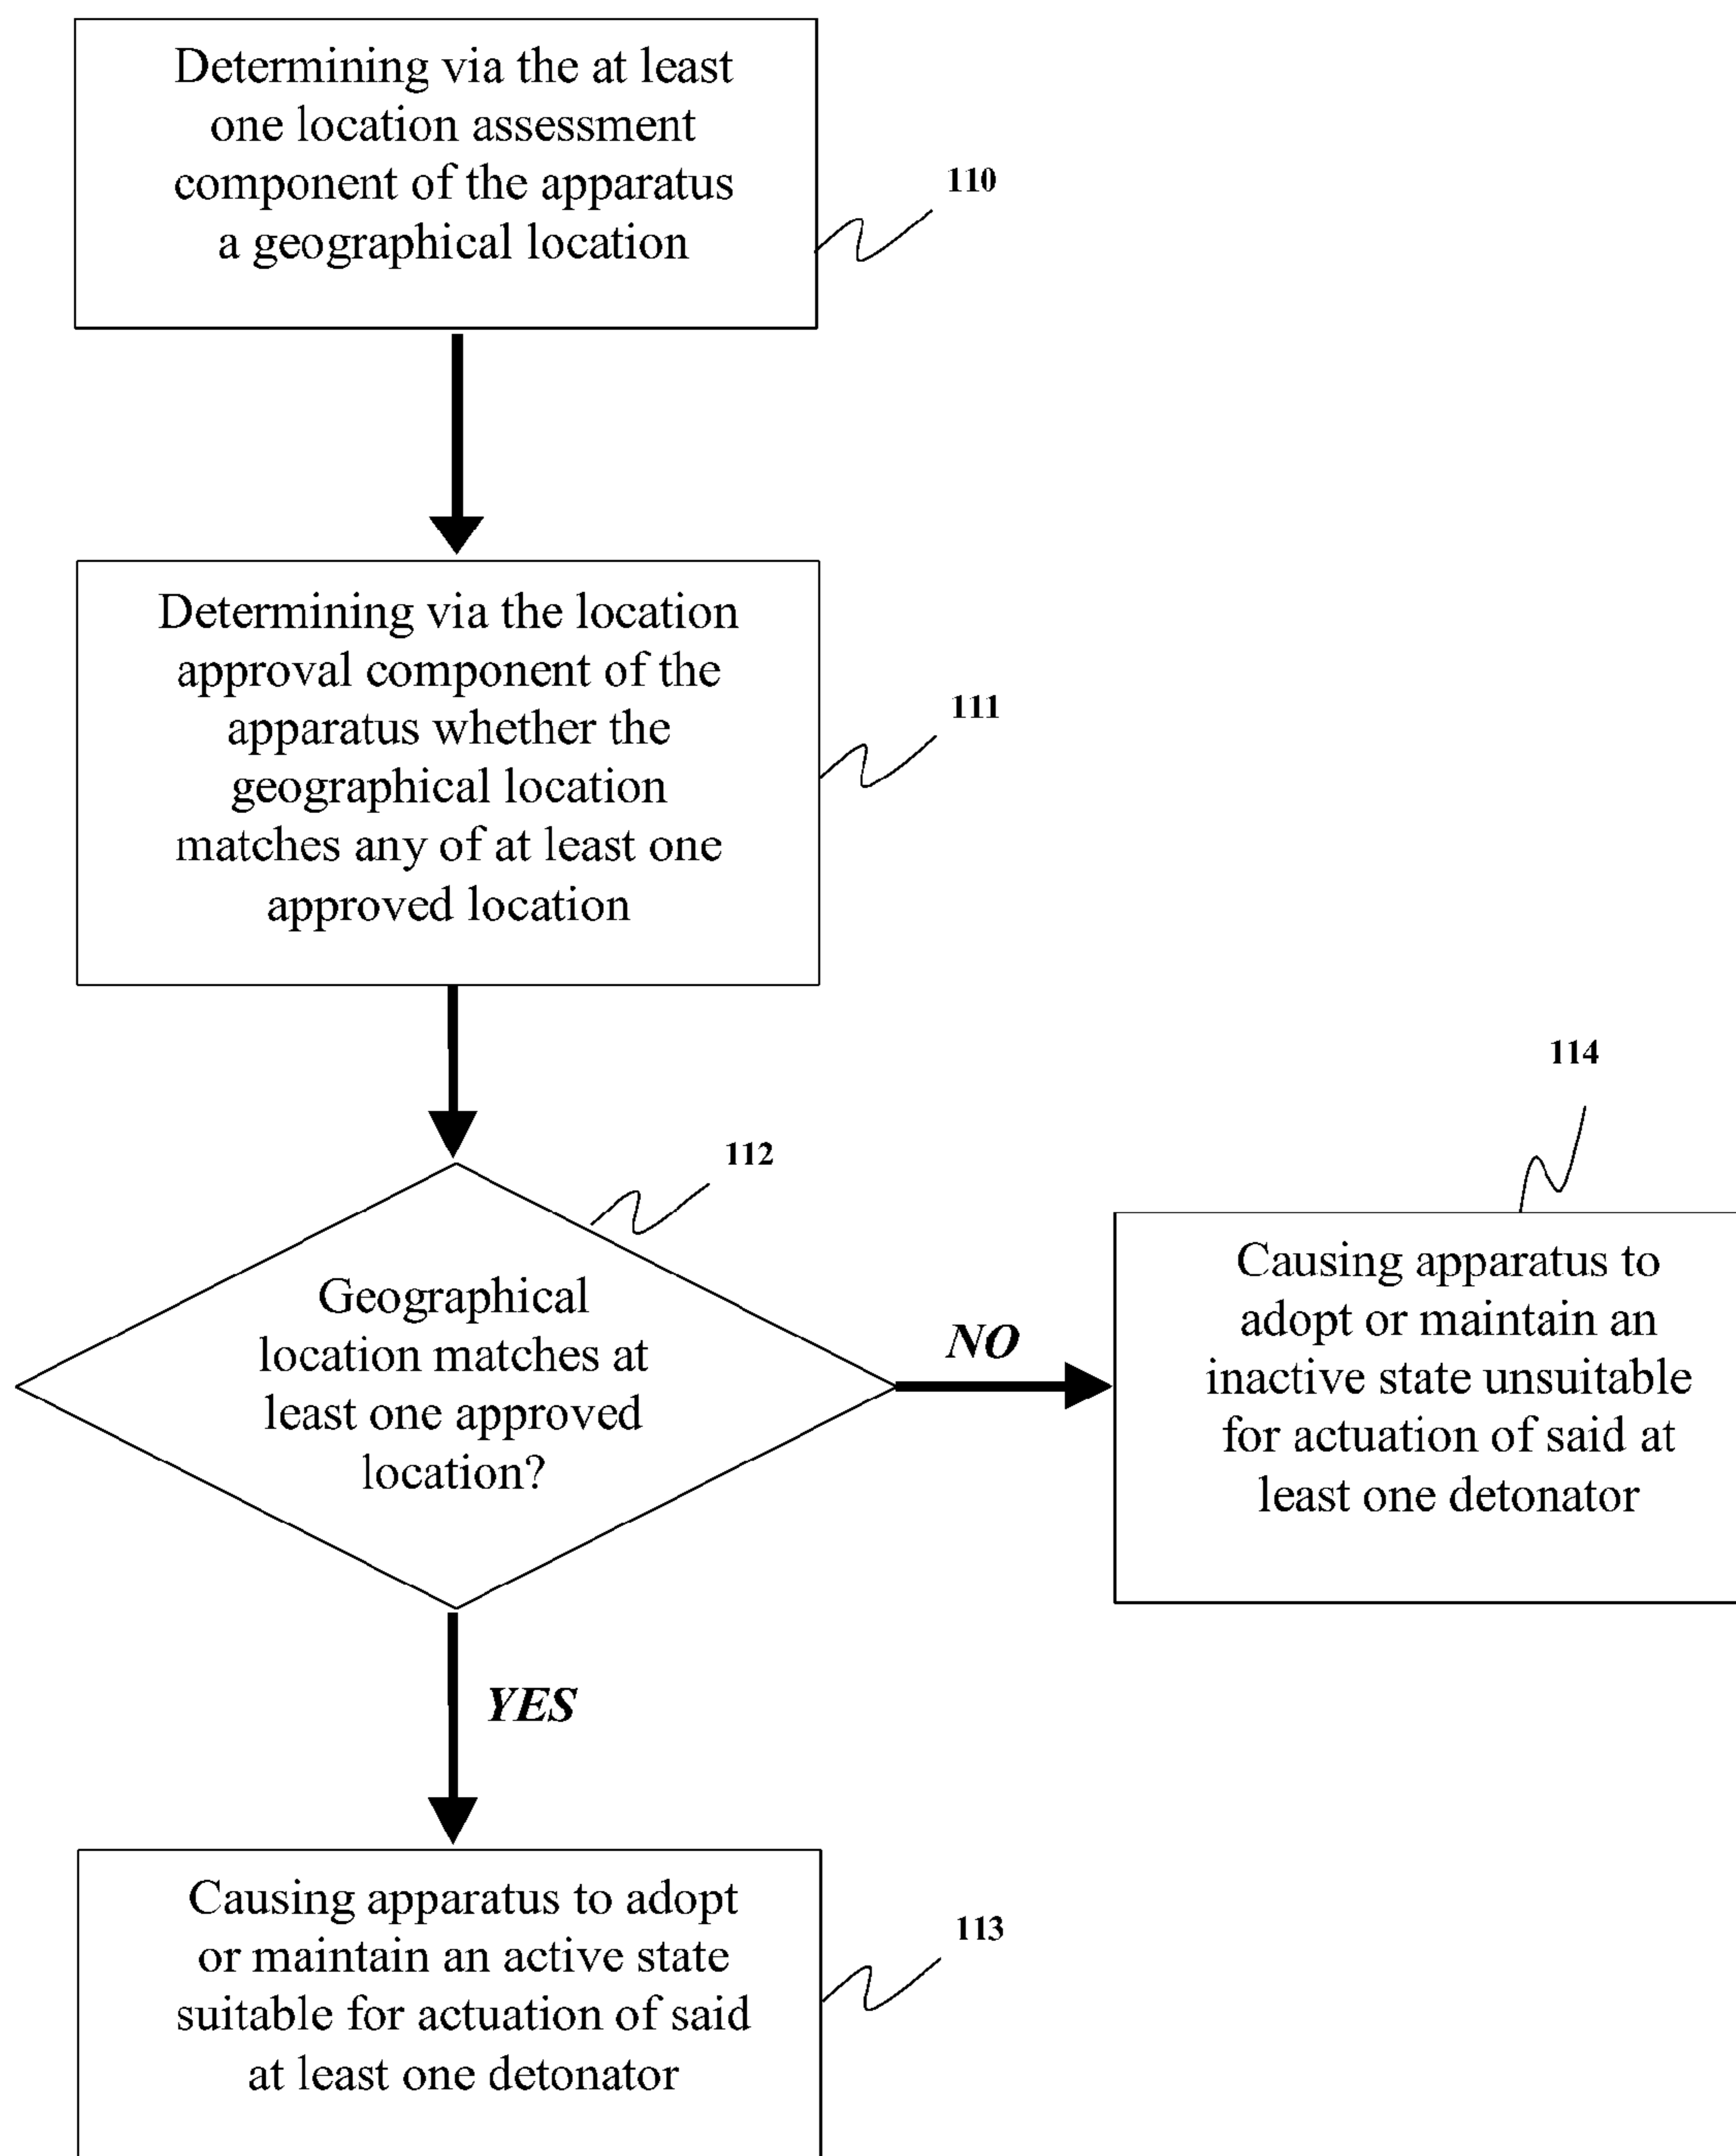 Determining via the at least
one location assessment
component of the apparatus
a geographical location
110
Determining via the location
approval component of the
apparatus whether the
geographical location
matches any of at least one
approved location
111
112
Geographical
location matches at
least one approved
location?
NO
114
Causing apparatus to
adopt or maintain an
inactive state unsuitable
for actuation of said at
least one detonator
YES
Causing apparatus to adopt
or maintain an active state
suitable for actuation of said
at least one detonator
113